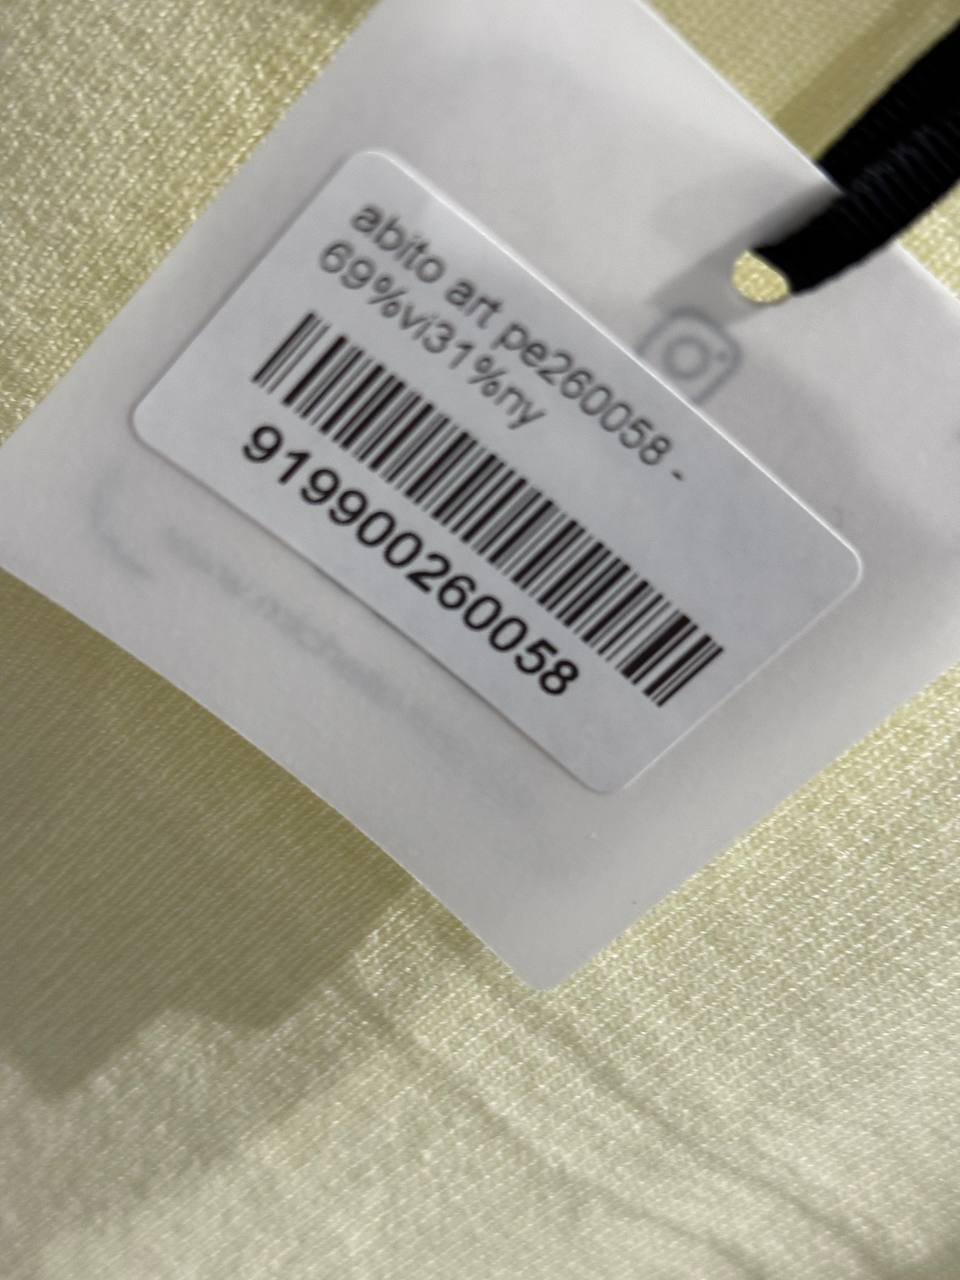 abito art pe260058 -
69%vi31%ny
919900260058